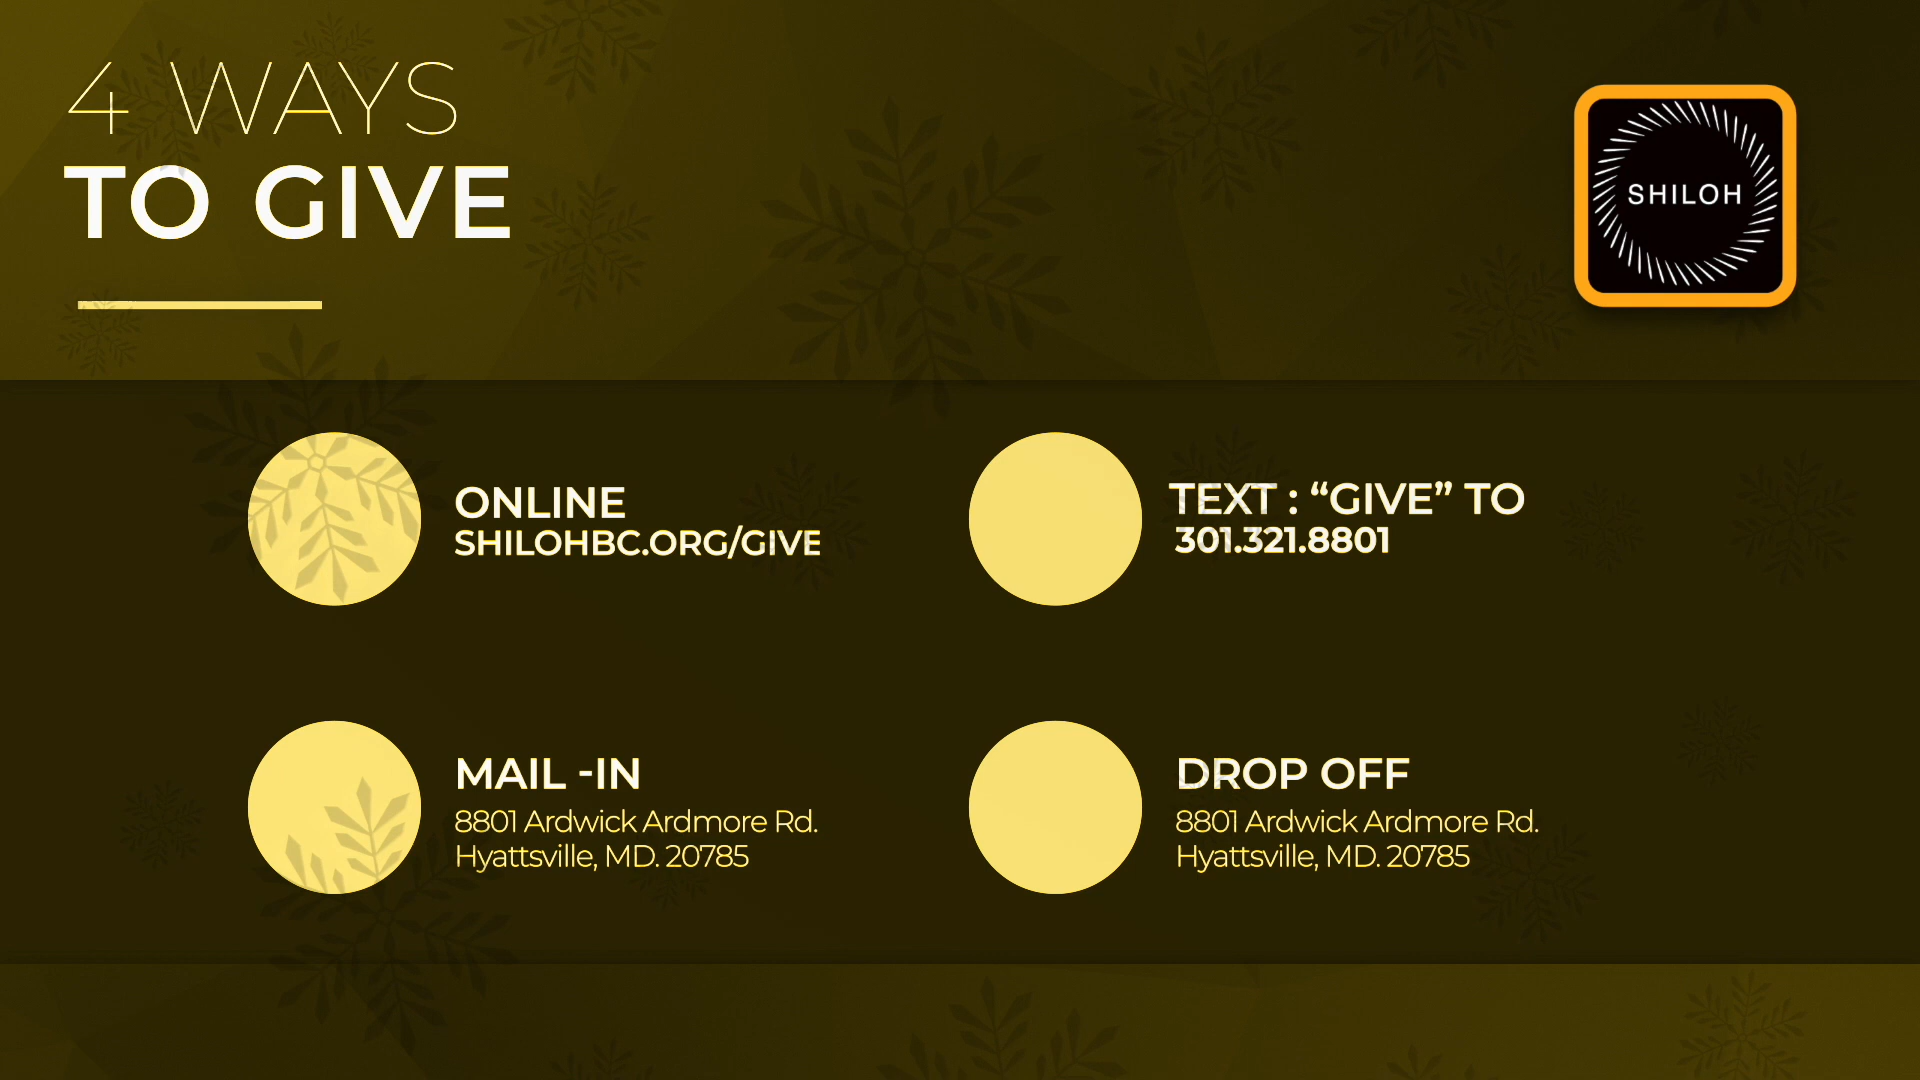 4 WAYS
TO GIVE
SHILOH
ONLINE
SHILOHBC.ORG/GIVE
TEXT : “GIVE” TO
301.321.8801
MAIL -IN
8801 Ardwick Ardmore Rd.
Hyattsville, MD. 20785
DROP OFF
8801 Ardwick Ardmore Rd.
Hyattsville, MD. 20785